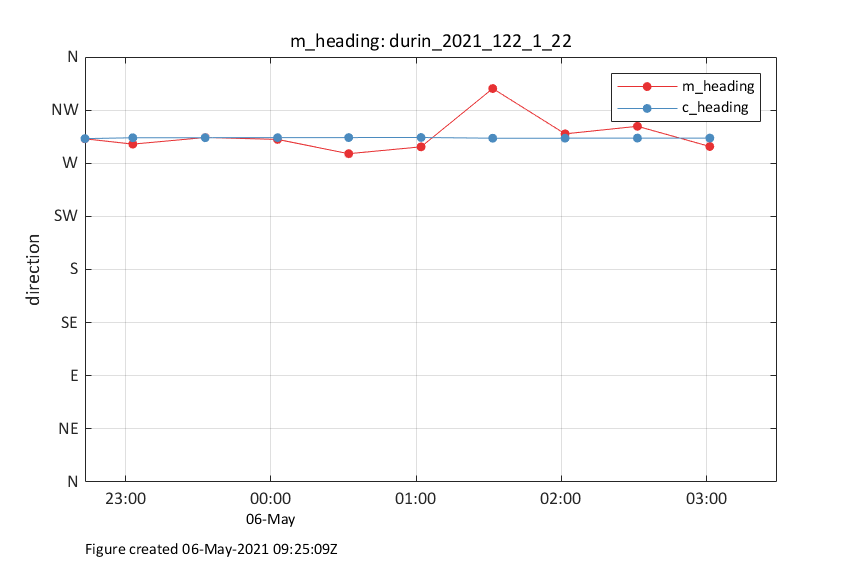 m_heading: durin_2021_122_1_22
N
NW
W
SW
S
SE
E
NE
N
direction
m_heading
c_heading
23:00
00:00
01:00
02:00
03:00
06-May
Figure created 06-May-2021 09:25:09Z